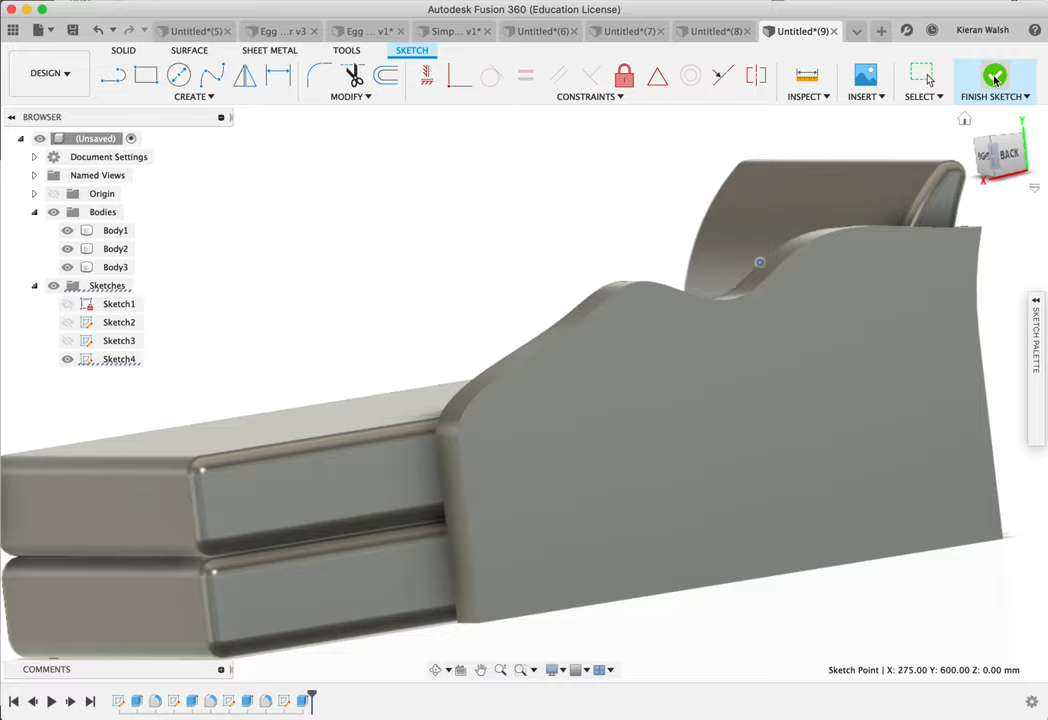 Autodesk Fusion 360 (Education License)
Untitled*(5) Egg ...r v3 Egg ... v1* Simp... v1* Untitled*(6) Untitled*(7) Untitled*(8) Untitled*(9) Kieran Walsh
SOLID SURFACE SHEET METAL TOOLS SKETCH
DESIGN
CREATE MODIFY CONSTRAINTS INSPECT INSERT SELECT FINISH SKETCH
BROWSER
(Unsaved)
Document Settings
Named Views
Origin
Bodies
Body1
Body2
Body3
Sketches
Sketch1
Sketch2
Sketch3
Sketch4
Y
BACK
X
SKETCH PALETTE
COMMENTS
Sketch Point | X: 275.00 Y: 600.00 Z: 0.00 mm